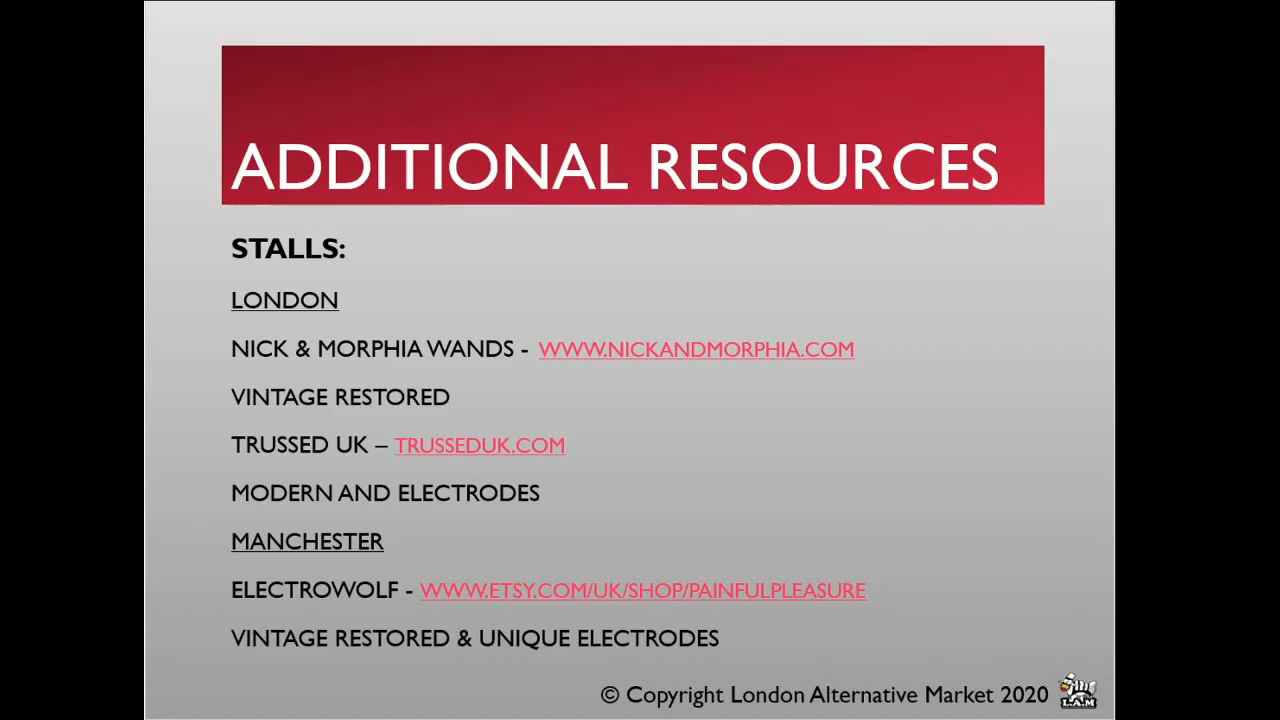 ADDITIONAL RESOURCES
STALLS:
LONDON
NICK & MORPHIA WANDS - WWW.NICKANDMORPHIA.COM
VINTAGE RESTORED
TRUSSED UK – TRUSSEDUK.COM
MODERN AND ELECTRODES
MANCHESTER
ELECTROWOLF - WWW.ETSY.COM/UK/SHOP/PAINFULPLEASURE
VINTAGE RESTORED & UNIQUE ELECTRODES
© Copyright London Alternative Market 2020
L.A.M